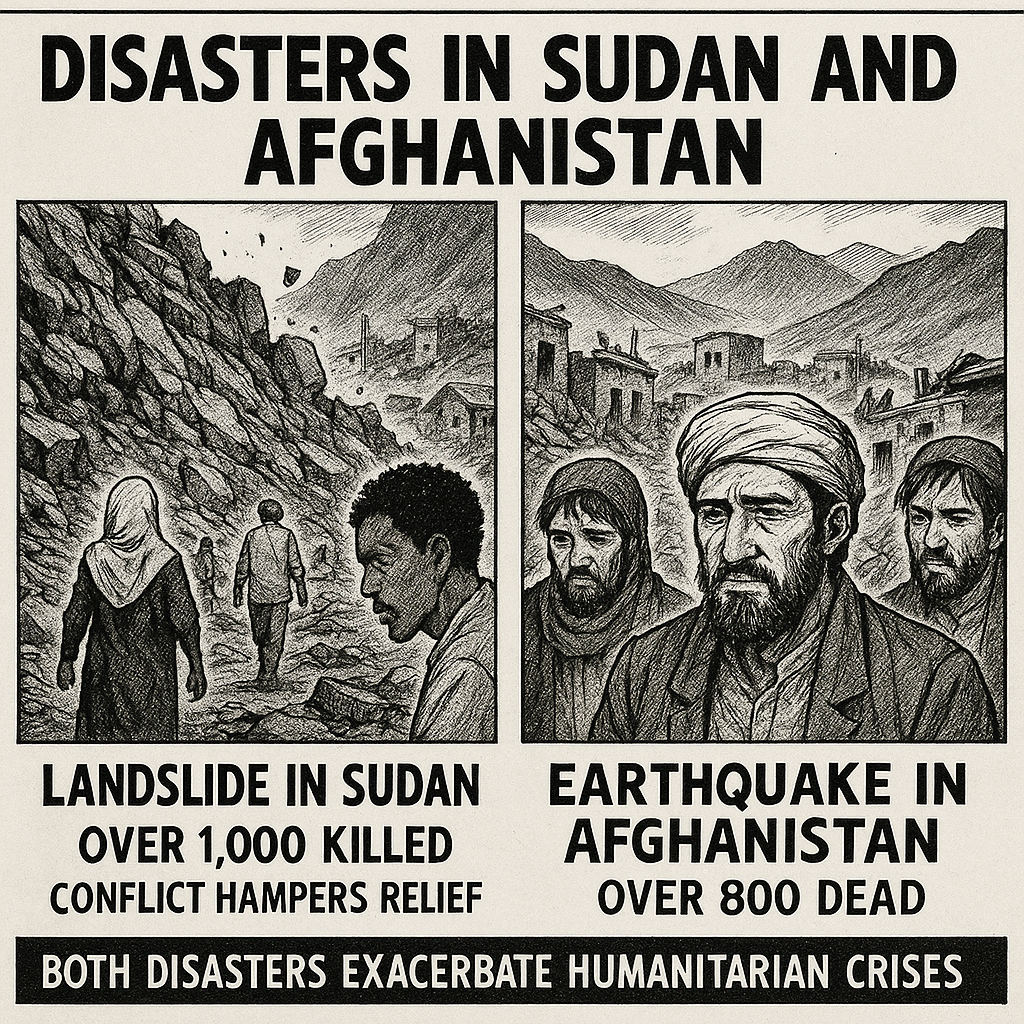 DISASTERS IN SUDAN AND
AFGHANISTAN
LANDSLIDE IN SUDAN
OVER 1,000 KILLED
CONFLICT HAMPERS RELIEF
EARTHQUAKE IN
AFGHANISTAN
OVER 800 DEAD
BOTH DISASTERS EXACERBATE HUMANITARIAN CRISES